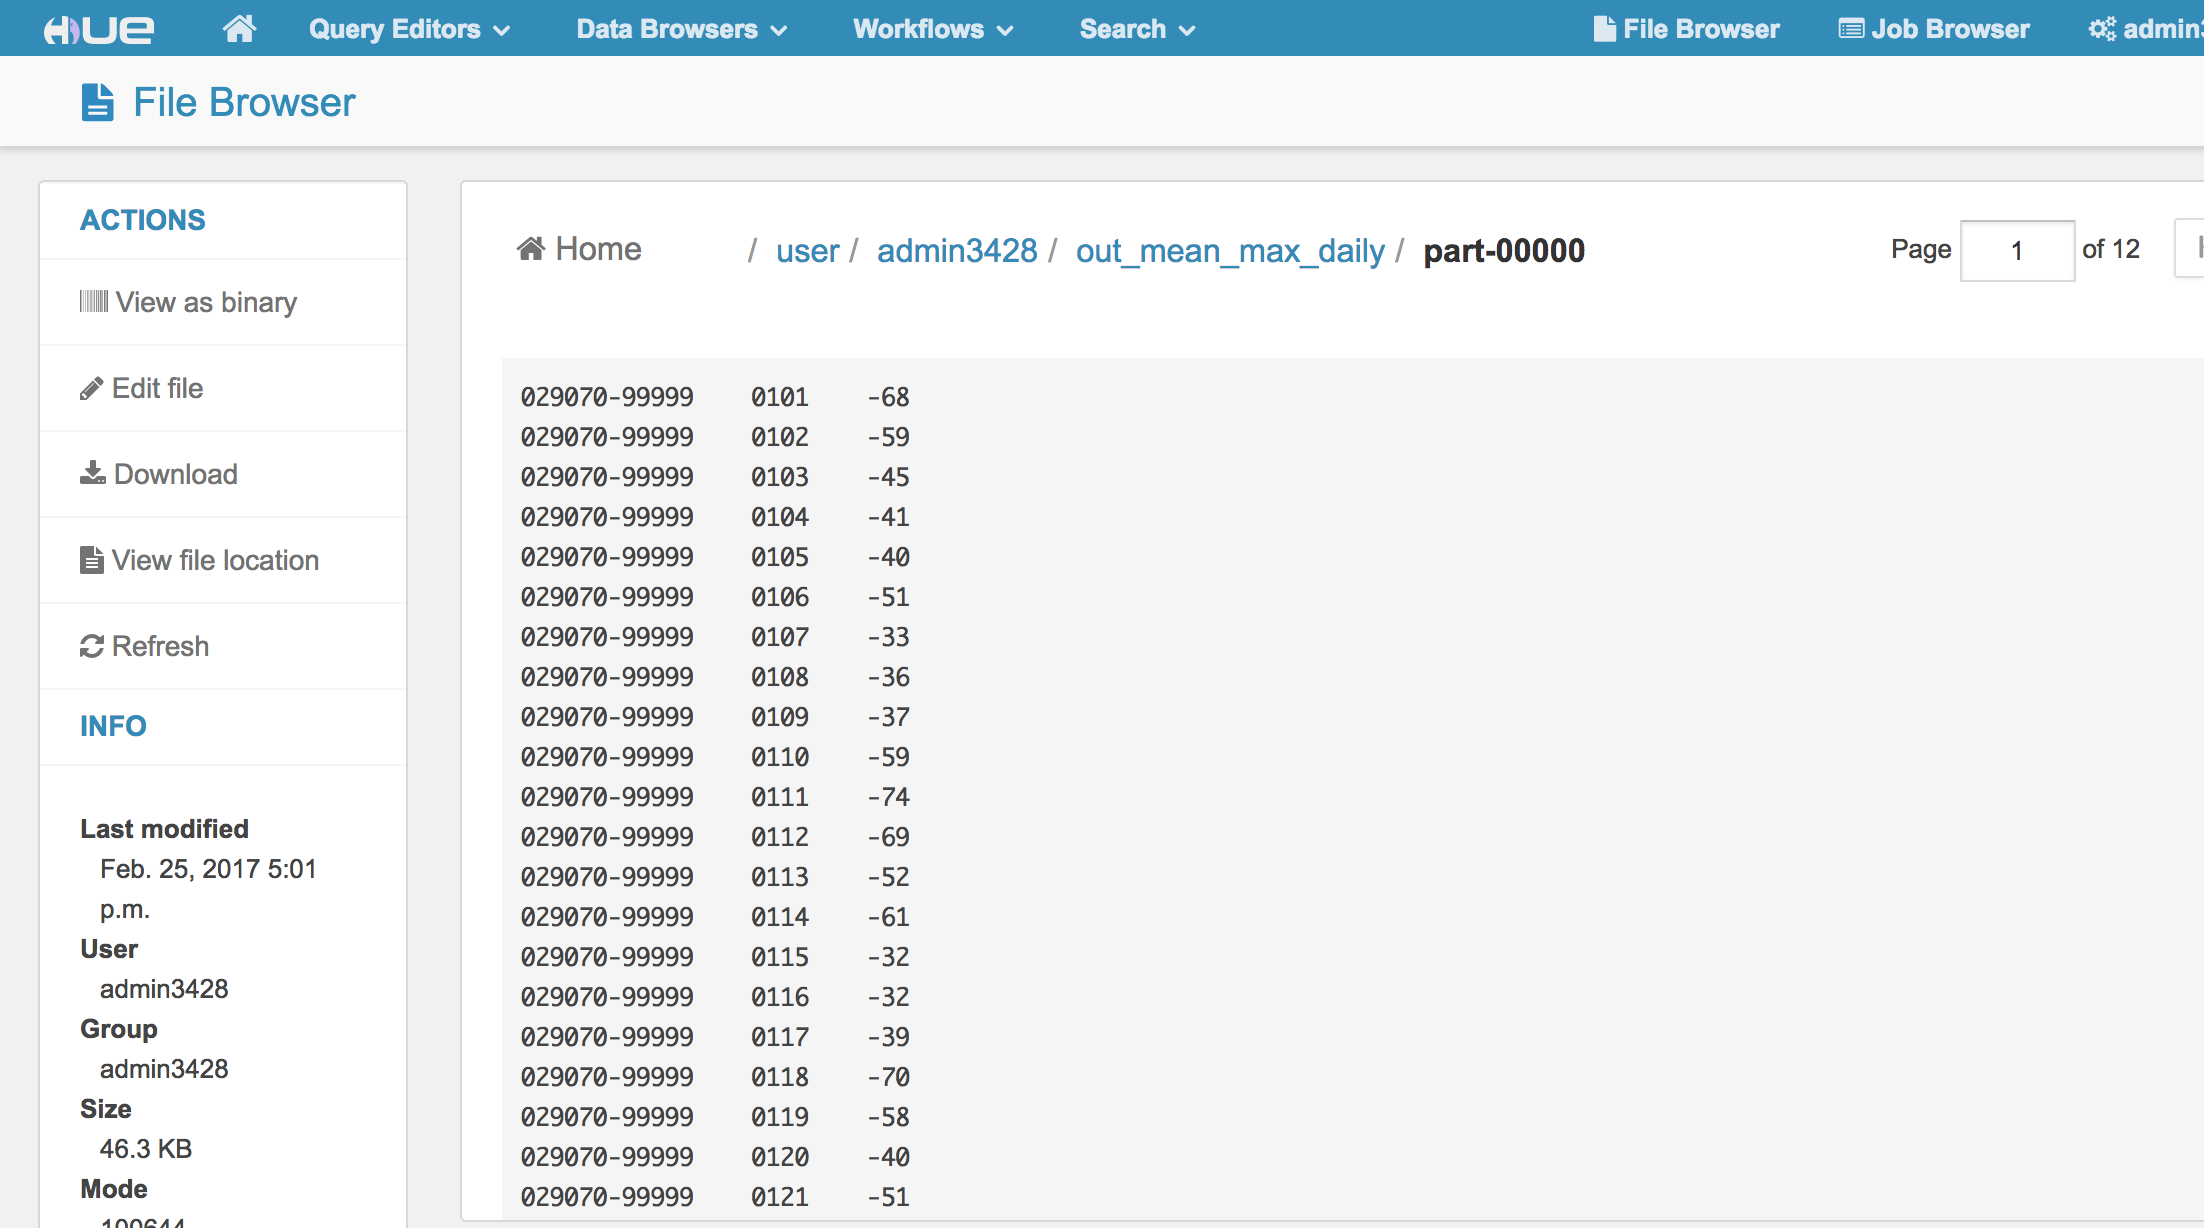 HUE Query Editors Data Browsers Workflows Search File Browser Job Browser
File Browser
ACTIONS
View as binary
Edit file
Download
View file location
Refresh
INFO
Last modified
Feb. 25, 2017 5:01
p.m.
User
admin3428
Group
admin3428
Size
46.3 KB
Mode
100644
Home / user / admin3428 / out_mean_max_daily / part-00000 Page 1 of 12
029070-99999 0101 -68
029070-99999 0102 -59
029070-99999 0103 -45
029070-99999 0104 -41
029070-99999 0105 -40
029070-99999 0106 -51
029070-99999 0107 -33
029070-99999 0108 -36
029070-99999 0109 -37
029070-99999 0110 -59
029070-99999 0111 -74
029070-99999 0112 -69
029070-99999 0113 -52
029070-99999 0114 -61
029070-99999 0115 -32
029070-99999 0116 -32
029070-99999 0117 -39
029070-99999 0118 -70
029070-99999 0119 -58
029070-99999 0120 -40
029070-99999 0121 -51